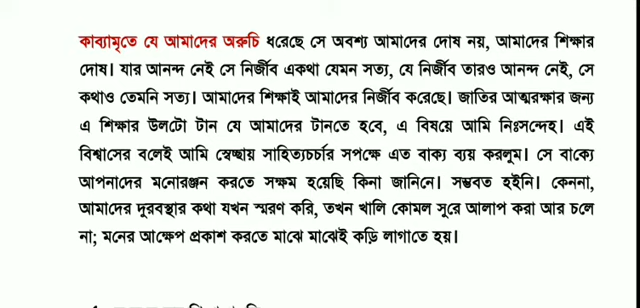 কাব্যামৃতে যে আমাদের অরুচি ধরেছে সে অবশ্য আমাদের দোষ নয়, আমাদের শিক্ষার
দোষ। যার আনন্দ নেই সে নির্জীব একথা যেমন সত্য, যে নির্জীব তারও আনন্দ নেই, সে
কথাও তেমনি সত্য। আমাদের শিক্ষাই আমাদের নির্জীব করেছে। জাতির আত্মরক্ষার জন্য
এ শিক্ষার উলটো টান যে আমাদের টানতে হবে, এ বিষয়ে আমি নিঃসন্দেহ। এই
বিশ্বাসের বলেই আমি স্বেচ্ছায় সাহিত্যচর্চার সপক্ষে এত বাক্য ব্যয় করলুম। সে বাক্যে
আপনাদের মনোরঞ্জন করতে সক্ষম হয়েছি কিনা জানিনে। সম্ভবত হইনি। কেননা,
আমাদের দুরবস্থার কথা যখন স্মরণ করি, তখন খালি কোমল সুরে আলাপ করা আর চলে
না; মনের আক্ষেপ প্রকাশ করতে মাঝে মাঝেই কড়ি লাগাতে হয়।